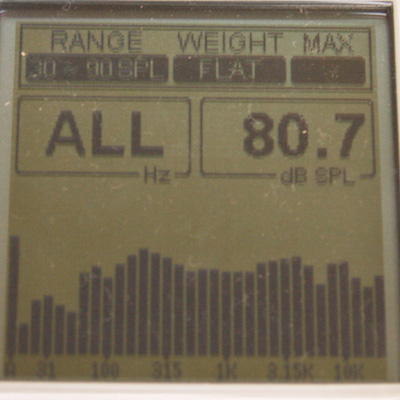 RANGE WEIGHT MAX
30 ~ 90 SPL FLAT
ALL 80.7
Hz dB SPL
A 31 100 315 1K 3.15K 10K